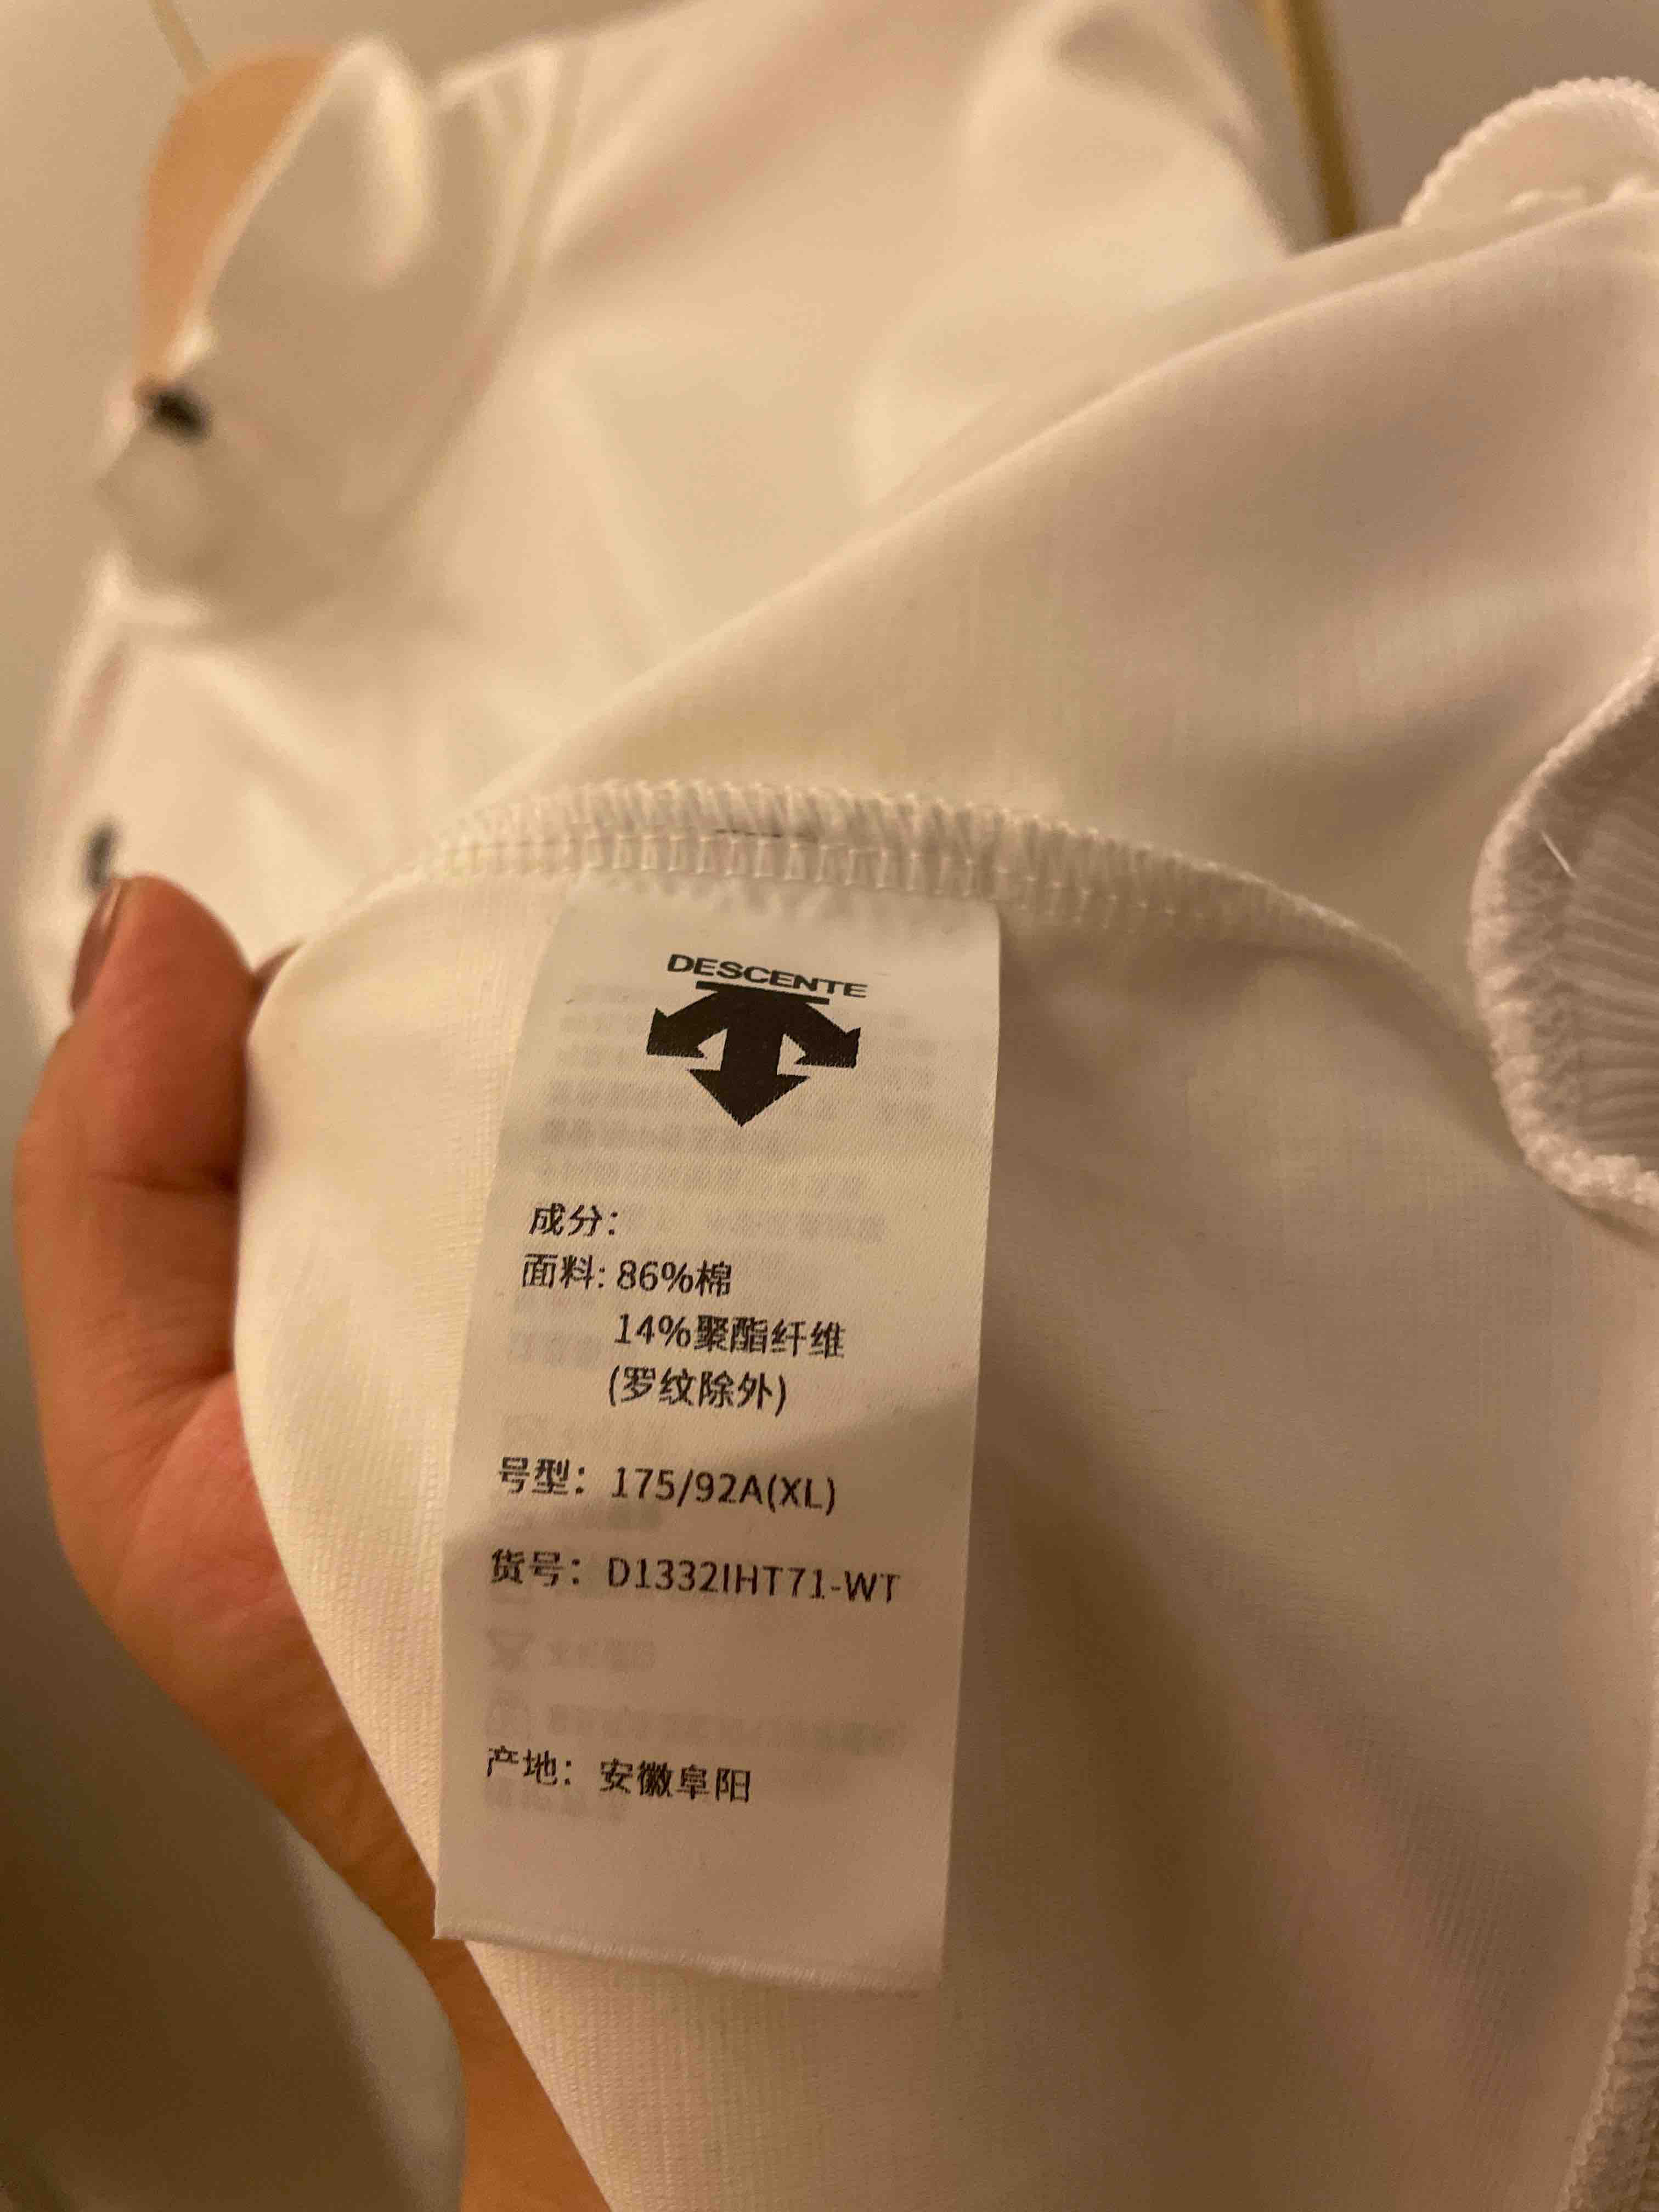 DESCENTE
成分:
面料: 86%棉
14%聚酯纤维
(罗纹除外)
号型: 175/92A(XL)
货号: D1332IHT71-WT
产地: 安徽阜阳